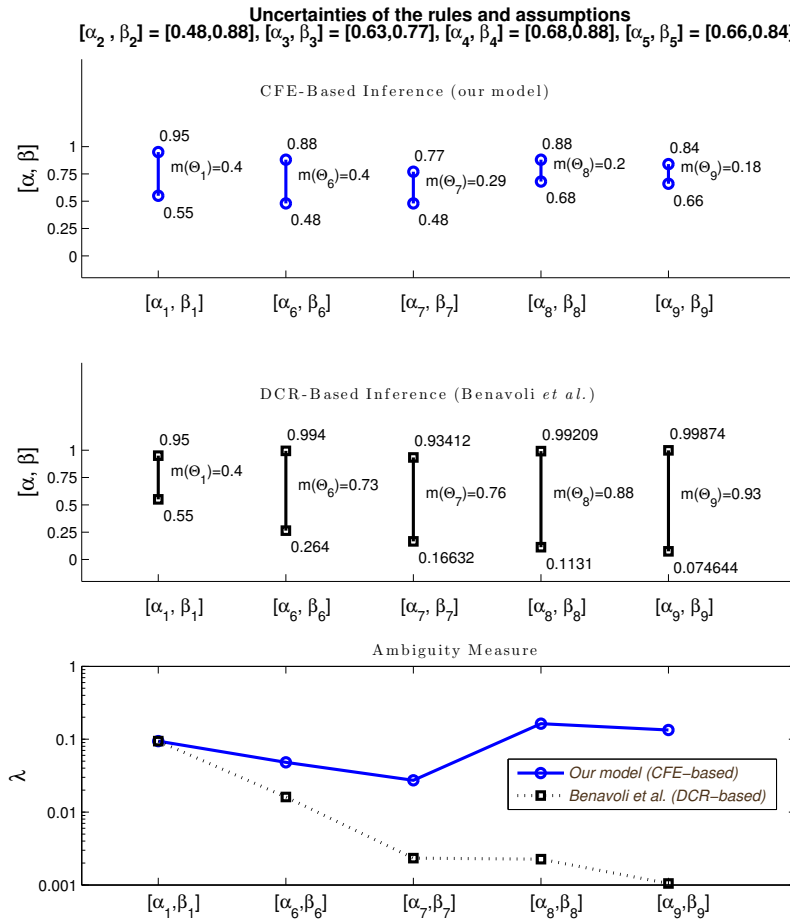 Uncertainties of the rules and assumptions
[α2 , β2] = [0.48,0.88], [α3, β3] = [0.63,0.77], [α4, β4] = [0.68,0.88], [α5, β5] = [0.66,0.84]
CFE-Based Inference (our model)
[α, β]
1
0.75
0.5
0.25
0
0.95
m(Θ1)=0.4
0.55
0.88
m(Θ6)=0.4
0.48
0.77
m(Θ7)=0.29
0.48
0.88
m(Θ8)=0.2
0.68
0.84
m(Θ9)=0.18
0.66
[α1, β1]
[α6, β6]
[α7, β7]
[α8, β8]
[α9, β9]
DCR-Based Inference (Benavoli et al.)
[α, β]
1
0.75
0.5
0.25
0
0.95
m(Θ1)=0.4
0.55
0.994
m(Θ6)=0.73
0.264
0.93412
m(Θ7)=0.76
0.16632
0.99209
m(Θ8)=0.88
0.1131
0.99874
m(Θ9)=0.93
0.074644
[α1, β1]
[α6, β6]
[α7, β7]
[α8, β8]
[α9, β9]
Ambiguity Measure
λ
1
0.1
0.01
0.001
Our model (CFE−based)
Benavoli et al. (DCR−based)
[α1,β1]
[α6,β6]
[α7,β7]
[α8,β8]
[α9,β9]